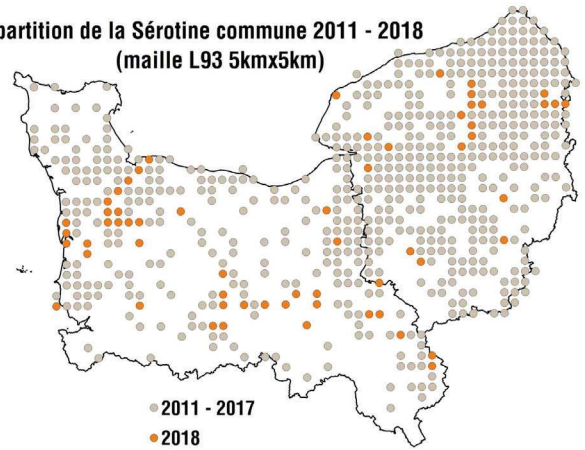 partition de la Sérotine commune 2011 - 2018
(maille L93 5kmx5km)
2011 - 2017
2018